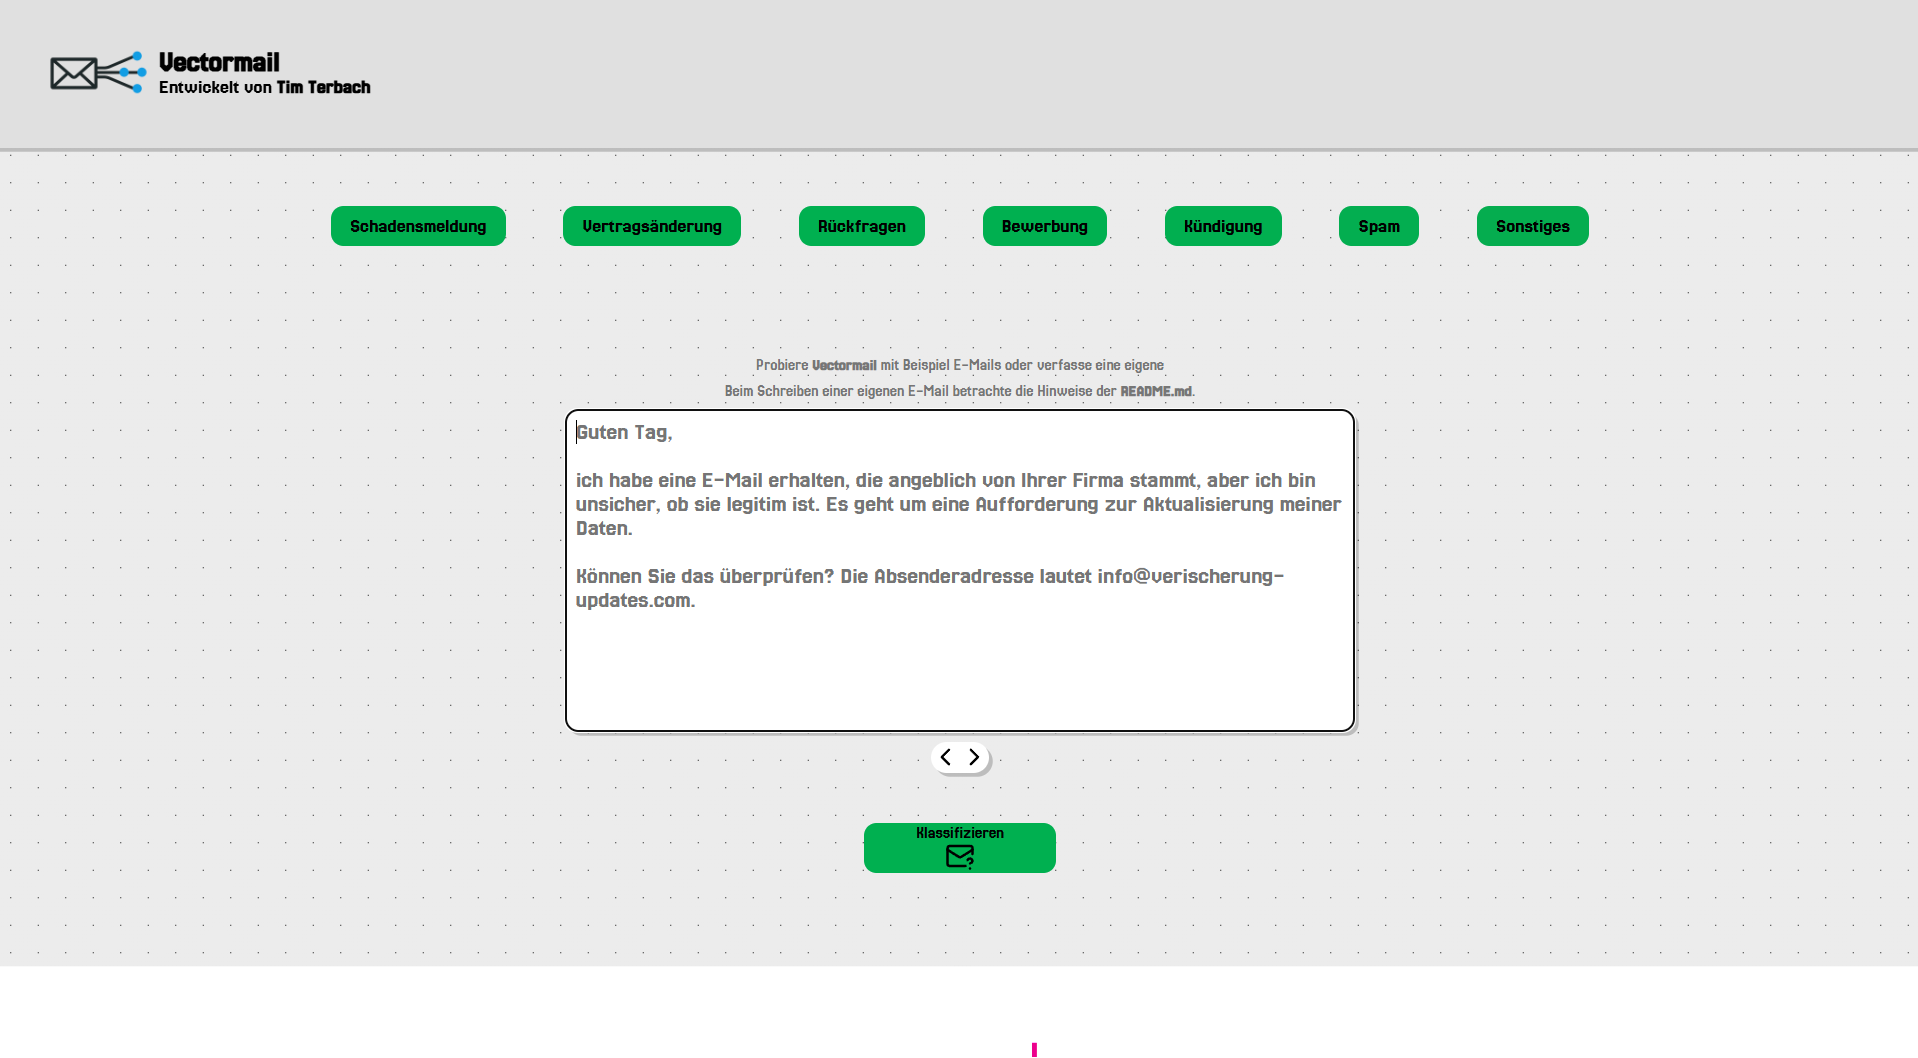 Vectormail
Entwickelt von Tim Terbach
Schadensmeldung
Vertragsänderung
Rückfragen
Bewerbung
Kündigung
Spam
Sonstiges
Probiere Vectormail mit Beispiel E-Mails oder verfasse eine eigene
Beim Schreiben einer eigenen E-Mail betrachte die Hinweise der README.md.
Guten Tag,
ich habe eine E-Mail erhalten, die angeblich von Ihrer Firma stammt, aber ich bin
unsicher, ob sie legitim ist. Es geht um eine Aufforderung zur Aktualisierung meiner
Daten.
Können Sie das überprüfen? Die Absenderadresse lautet info@verischerung-
updates.com.
Klassifizieren